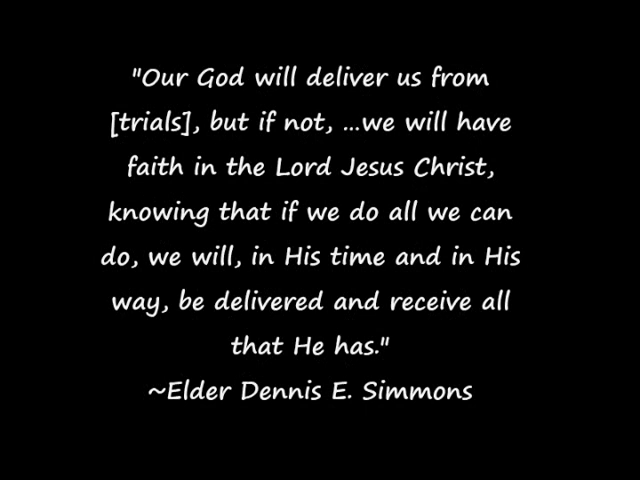 "Our God will deliver us from
[trials], but if not, ...we will have
faith in the Lord Jesus Christ,
knowing that if we do all we can
do, we will, in His time and in His
way, be delivered and receive all
that He has."
~Elder Dennis E. Simmons